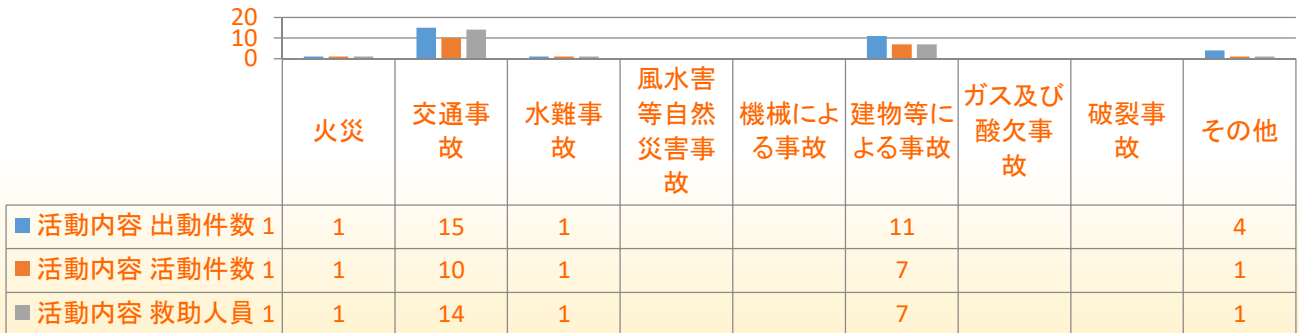 20
10
0
火災
交通事
故
水難事
故
風水害
等自然
災害事
故
機械によ
る事故
建物等に
よる事故
ガス及び
酸欠事
故
破裂事
故
その他
活動内容 出動件数 1 1 15 1 11 4
活動内容 活動件数 1 1 10 1 7 1
活動内容 救助人員 1 1 14 1 7 1